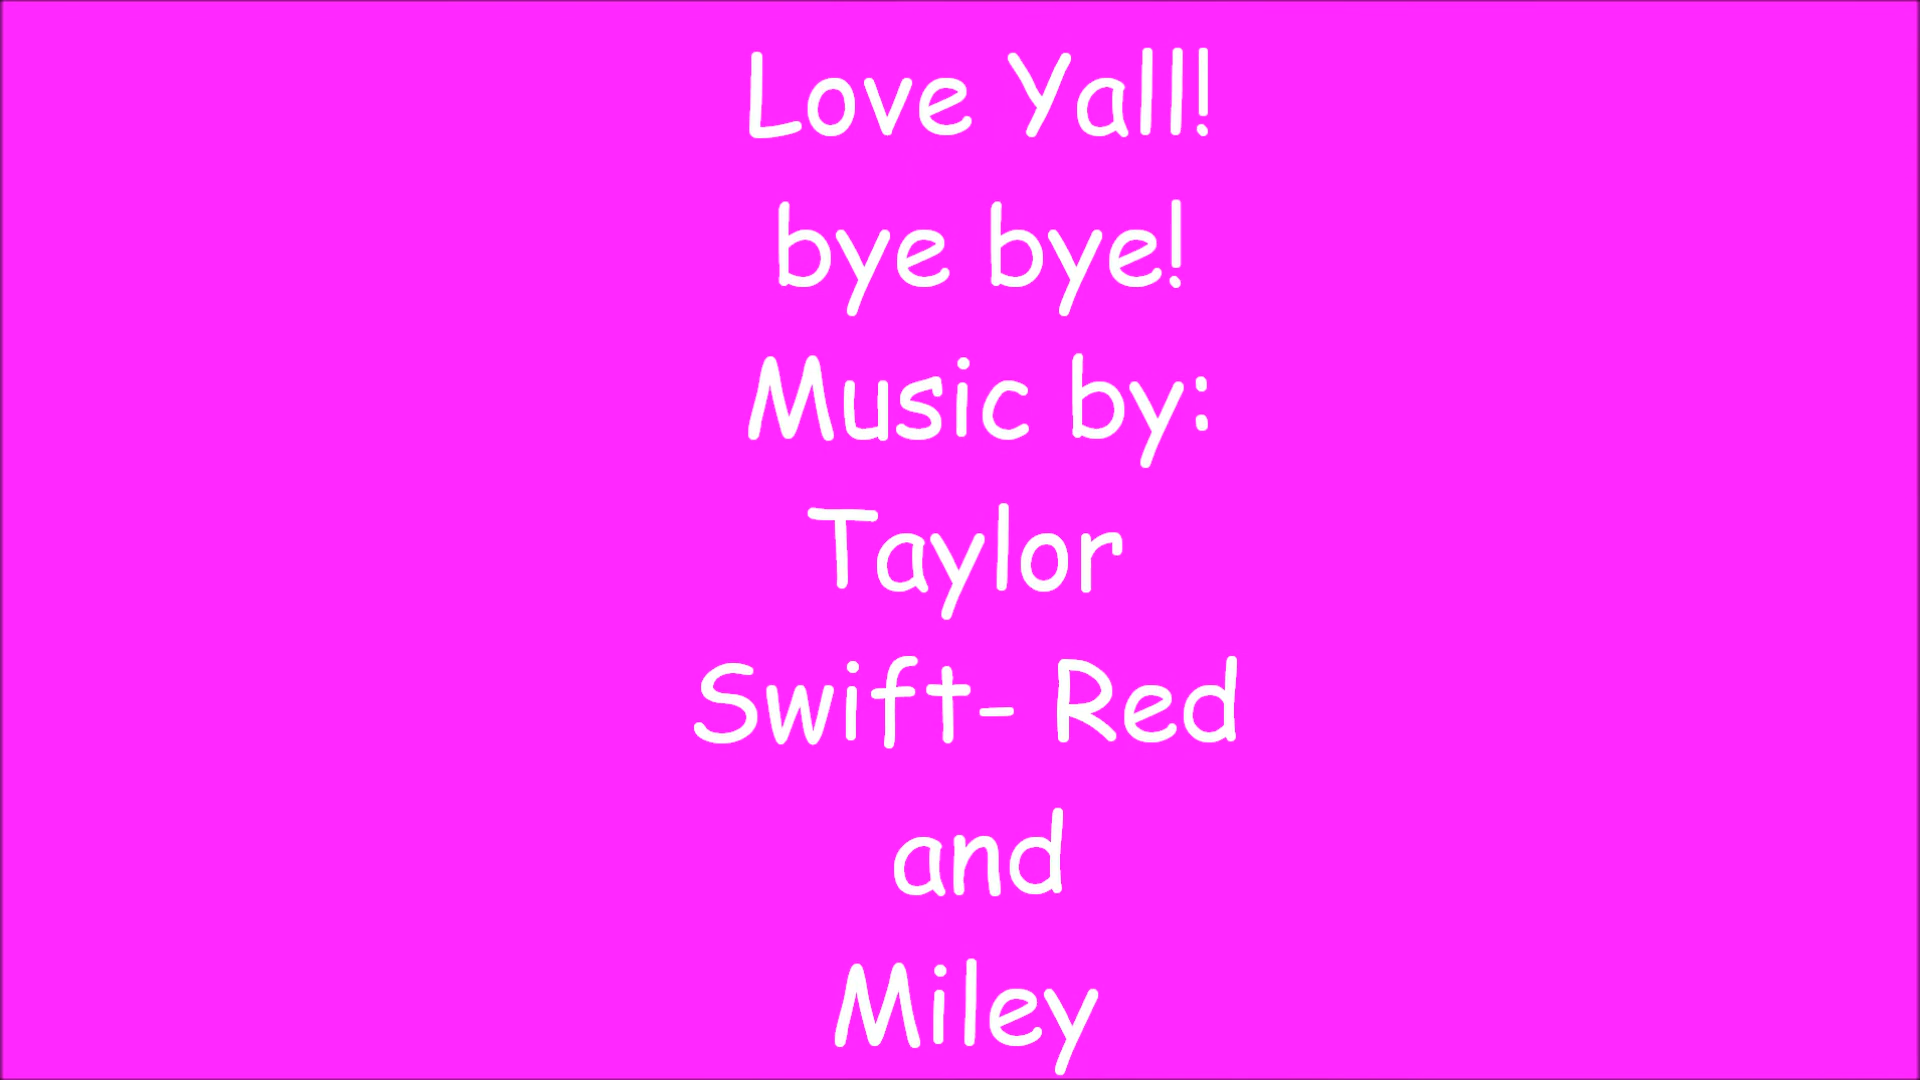 Love Yall!
bye bye!
Music by:
Taylor
Swift- Red
and
Miley